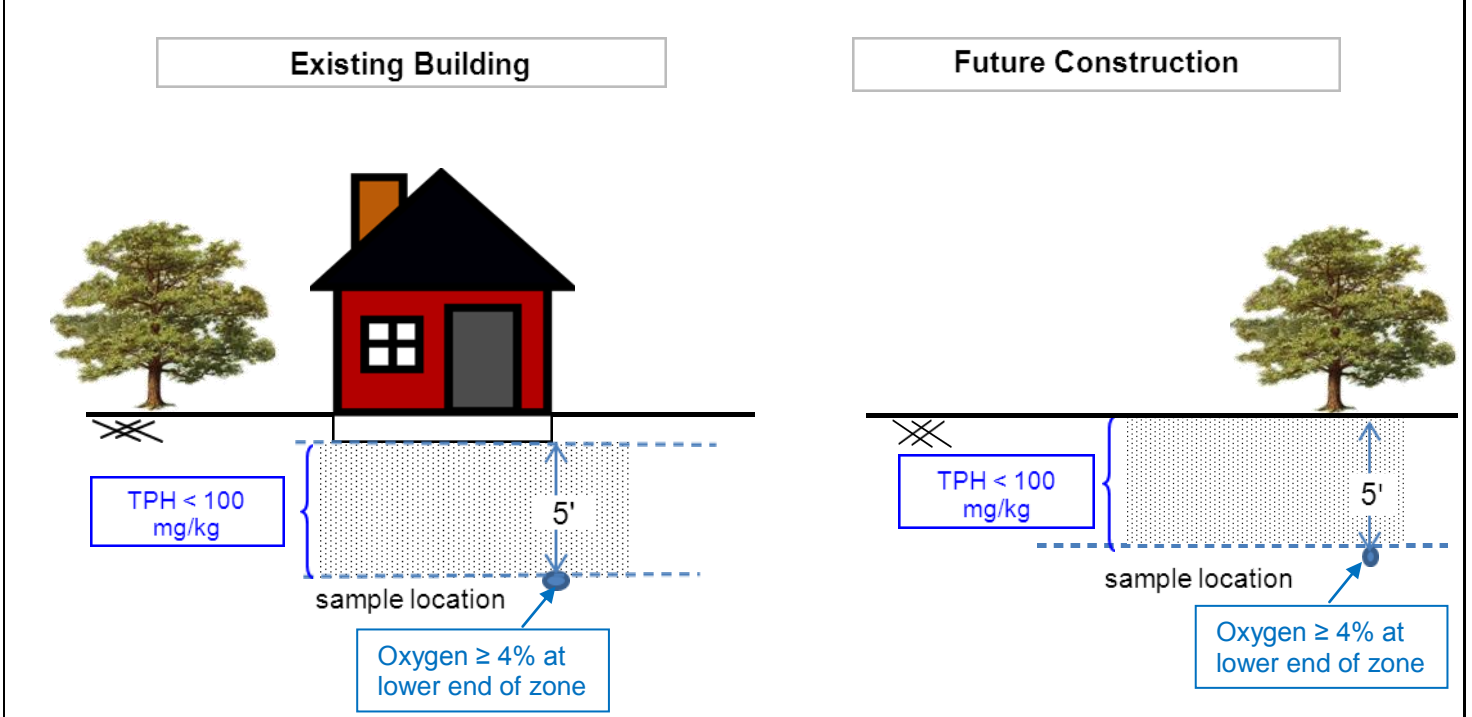 Existing Building
TPH < 100
mg/kg
5'
sample location
Oxygen ≥ 4% at
lower end of zone
Future Construction
TPH < 100
mg/kg
5'
sample location
Oxygen ≥ 4% at
lower end of zone